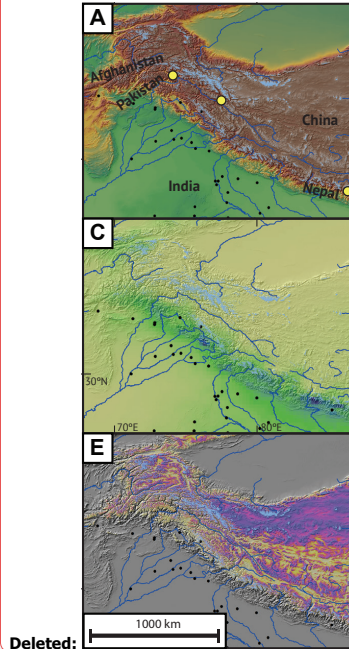 A
Afghanistan
Pakistan
China
India
Nepal
C
30°N
70°E
80°E
E
1000 km
Deleted: